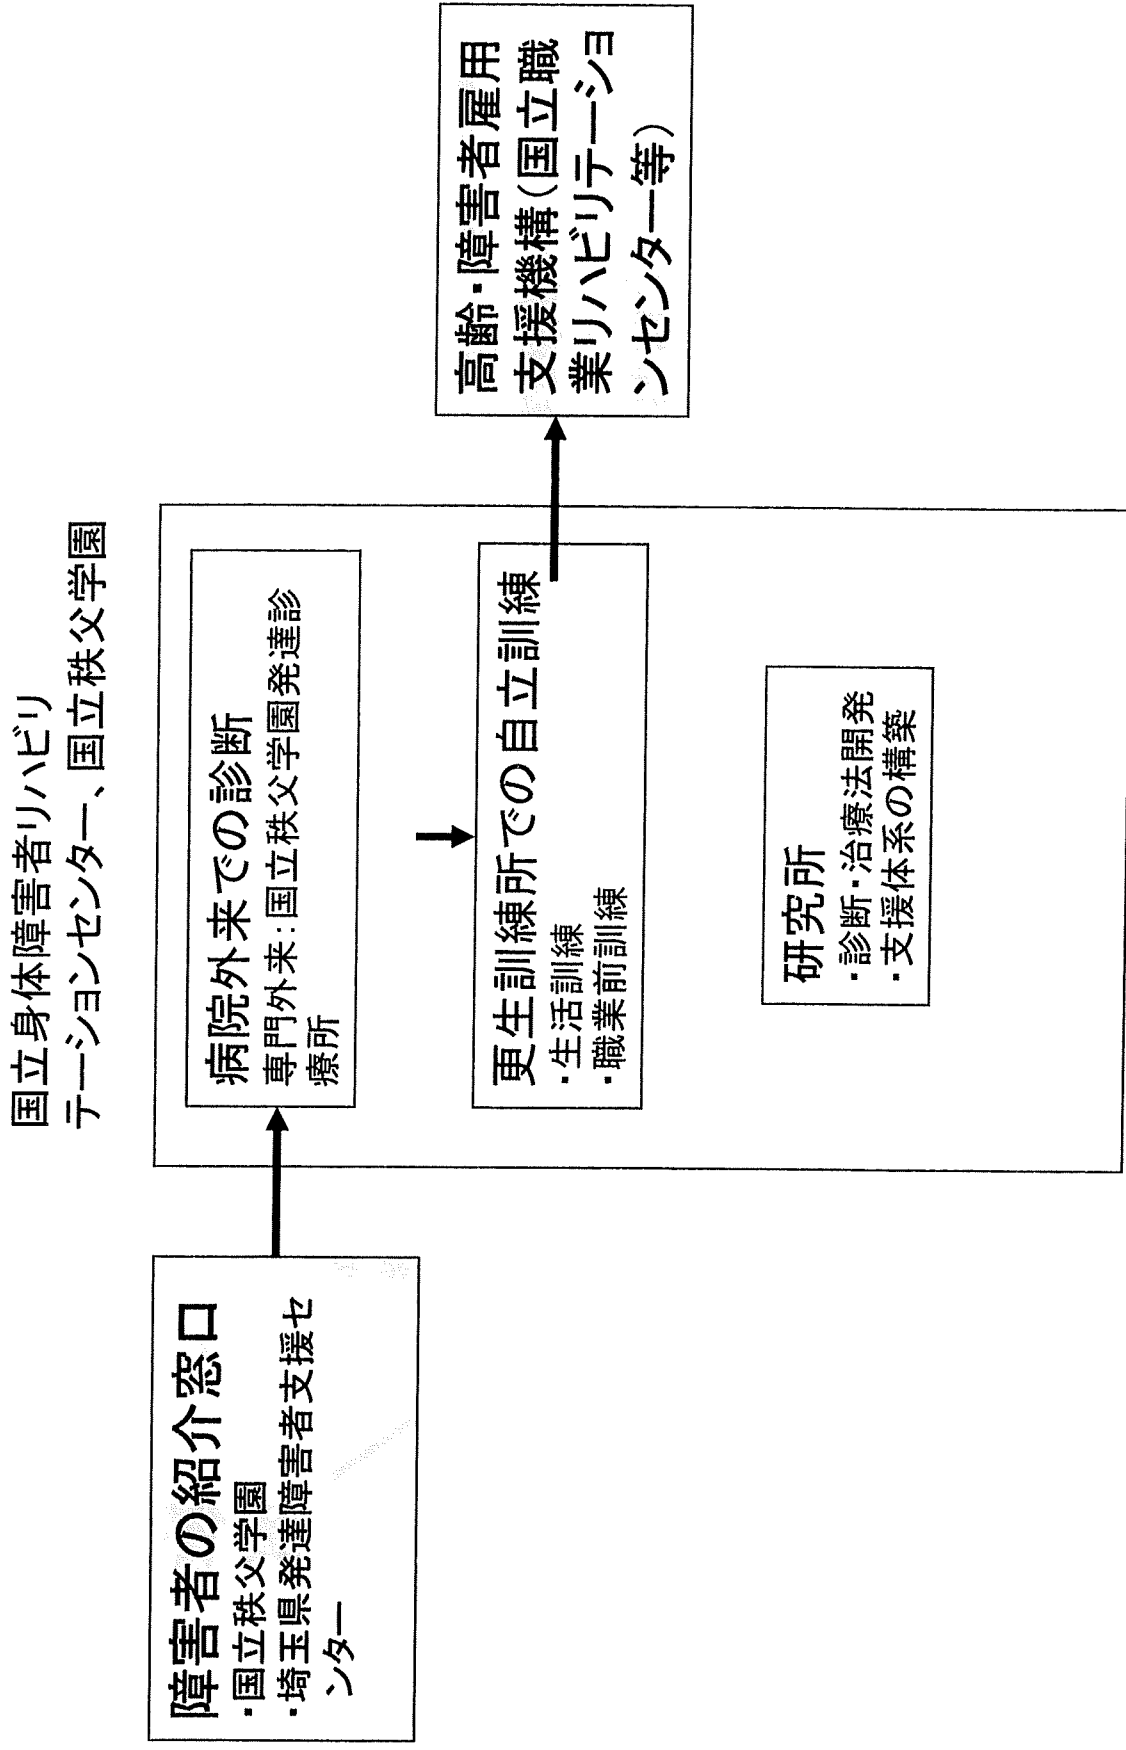 国立身体障害者リハビリ
テーションセンター、国立秩父学園
障害者の紹介窓口
・国立秩父学園
・埼玉県発達障害者支援セ
ンター
病院外来での診断
専門外来：国立秩父学園発達診
療所
更生訓練所での自立訓練
・生活訓練
・職業前訓練
研究所
・診断・治療法開発
・支援体系の構築
高齢・障害者雇用
支援機構（国立職
業リハビリテーショ
ンセンター等）